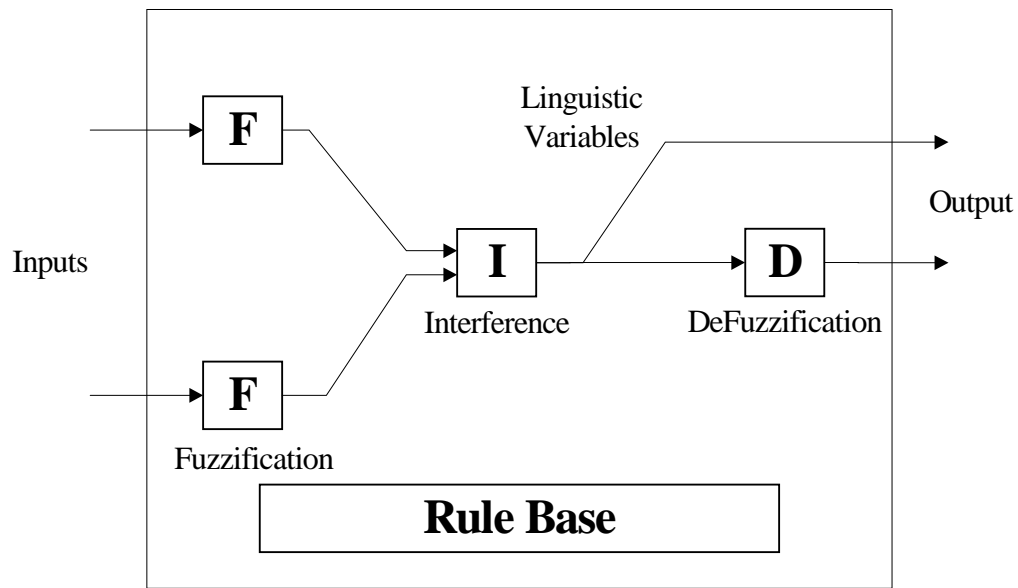 Linguistic
Variables
F
Output
Inputs
I
D
Interference
DeFuzzification
F
Fuzzification
Rule Base